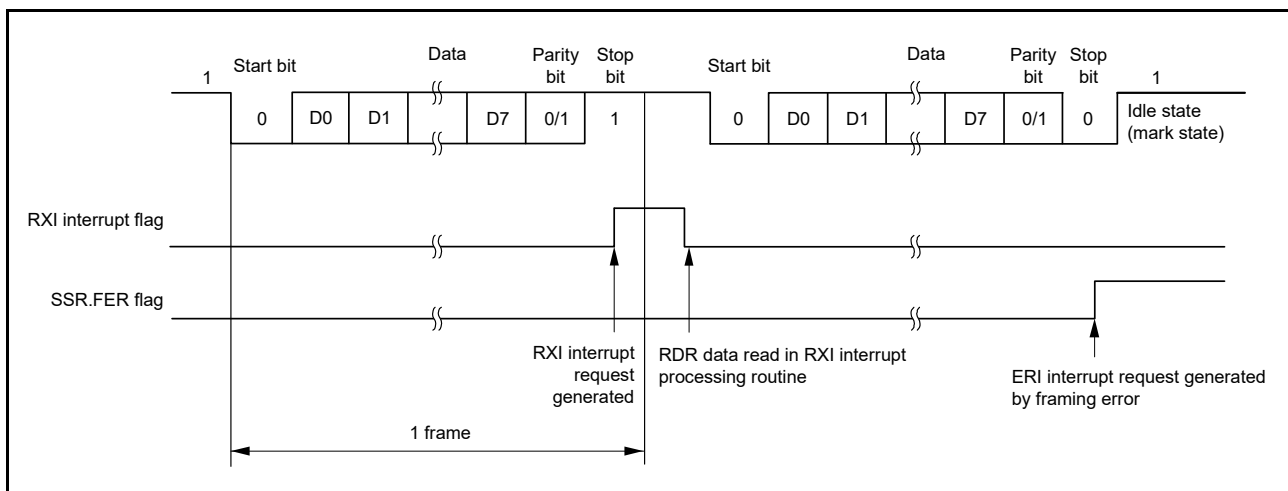 1
Start bit
Data
Parity
bit
Stop
bit
Start bit
Data
Parity
bit
Stop
bit
1
0
D0
D1
D7
0/1
1
0
D0
D1
D7
0/1
0
Idle state
(mark state)
RXI interrupt flag
SSR.FER flag
RXI interrupt
request
generated
RDR data read in RXI interrupt
processing routine
ERI interrupt request generated
by framing error
1 frame